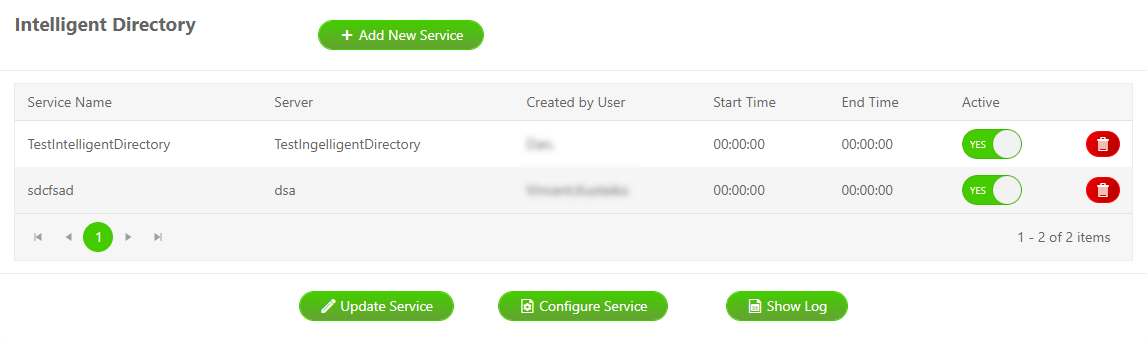 Intelligent Directory
Add New Service
Service Name Server Created by User Start Time End Time Active
TestIntelligentDirectory TestIngelligentDirectory 00:00:00 00:00:00 YES
sdcfsad dsa 00:00:00 00:00:00 YES
1 1 - 2 of 2 items
Update Service Configure Service Show Log